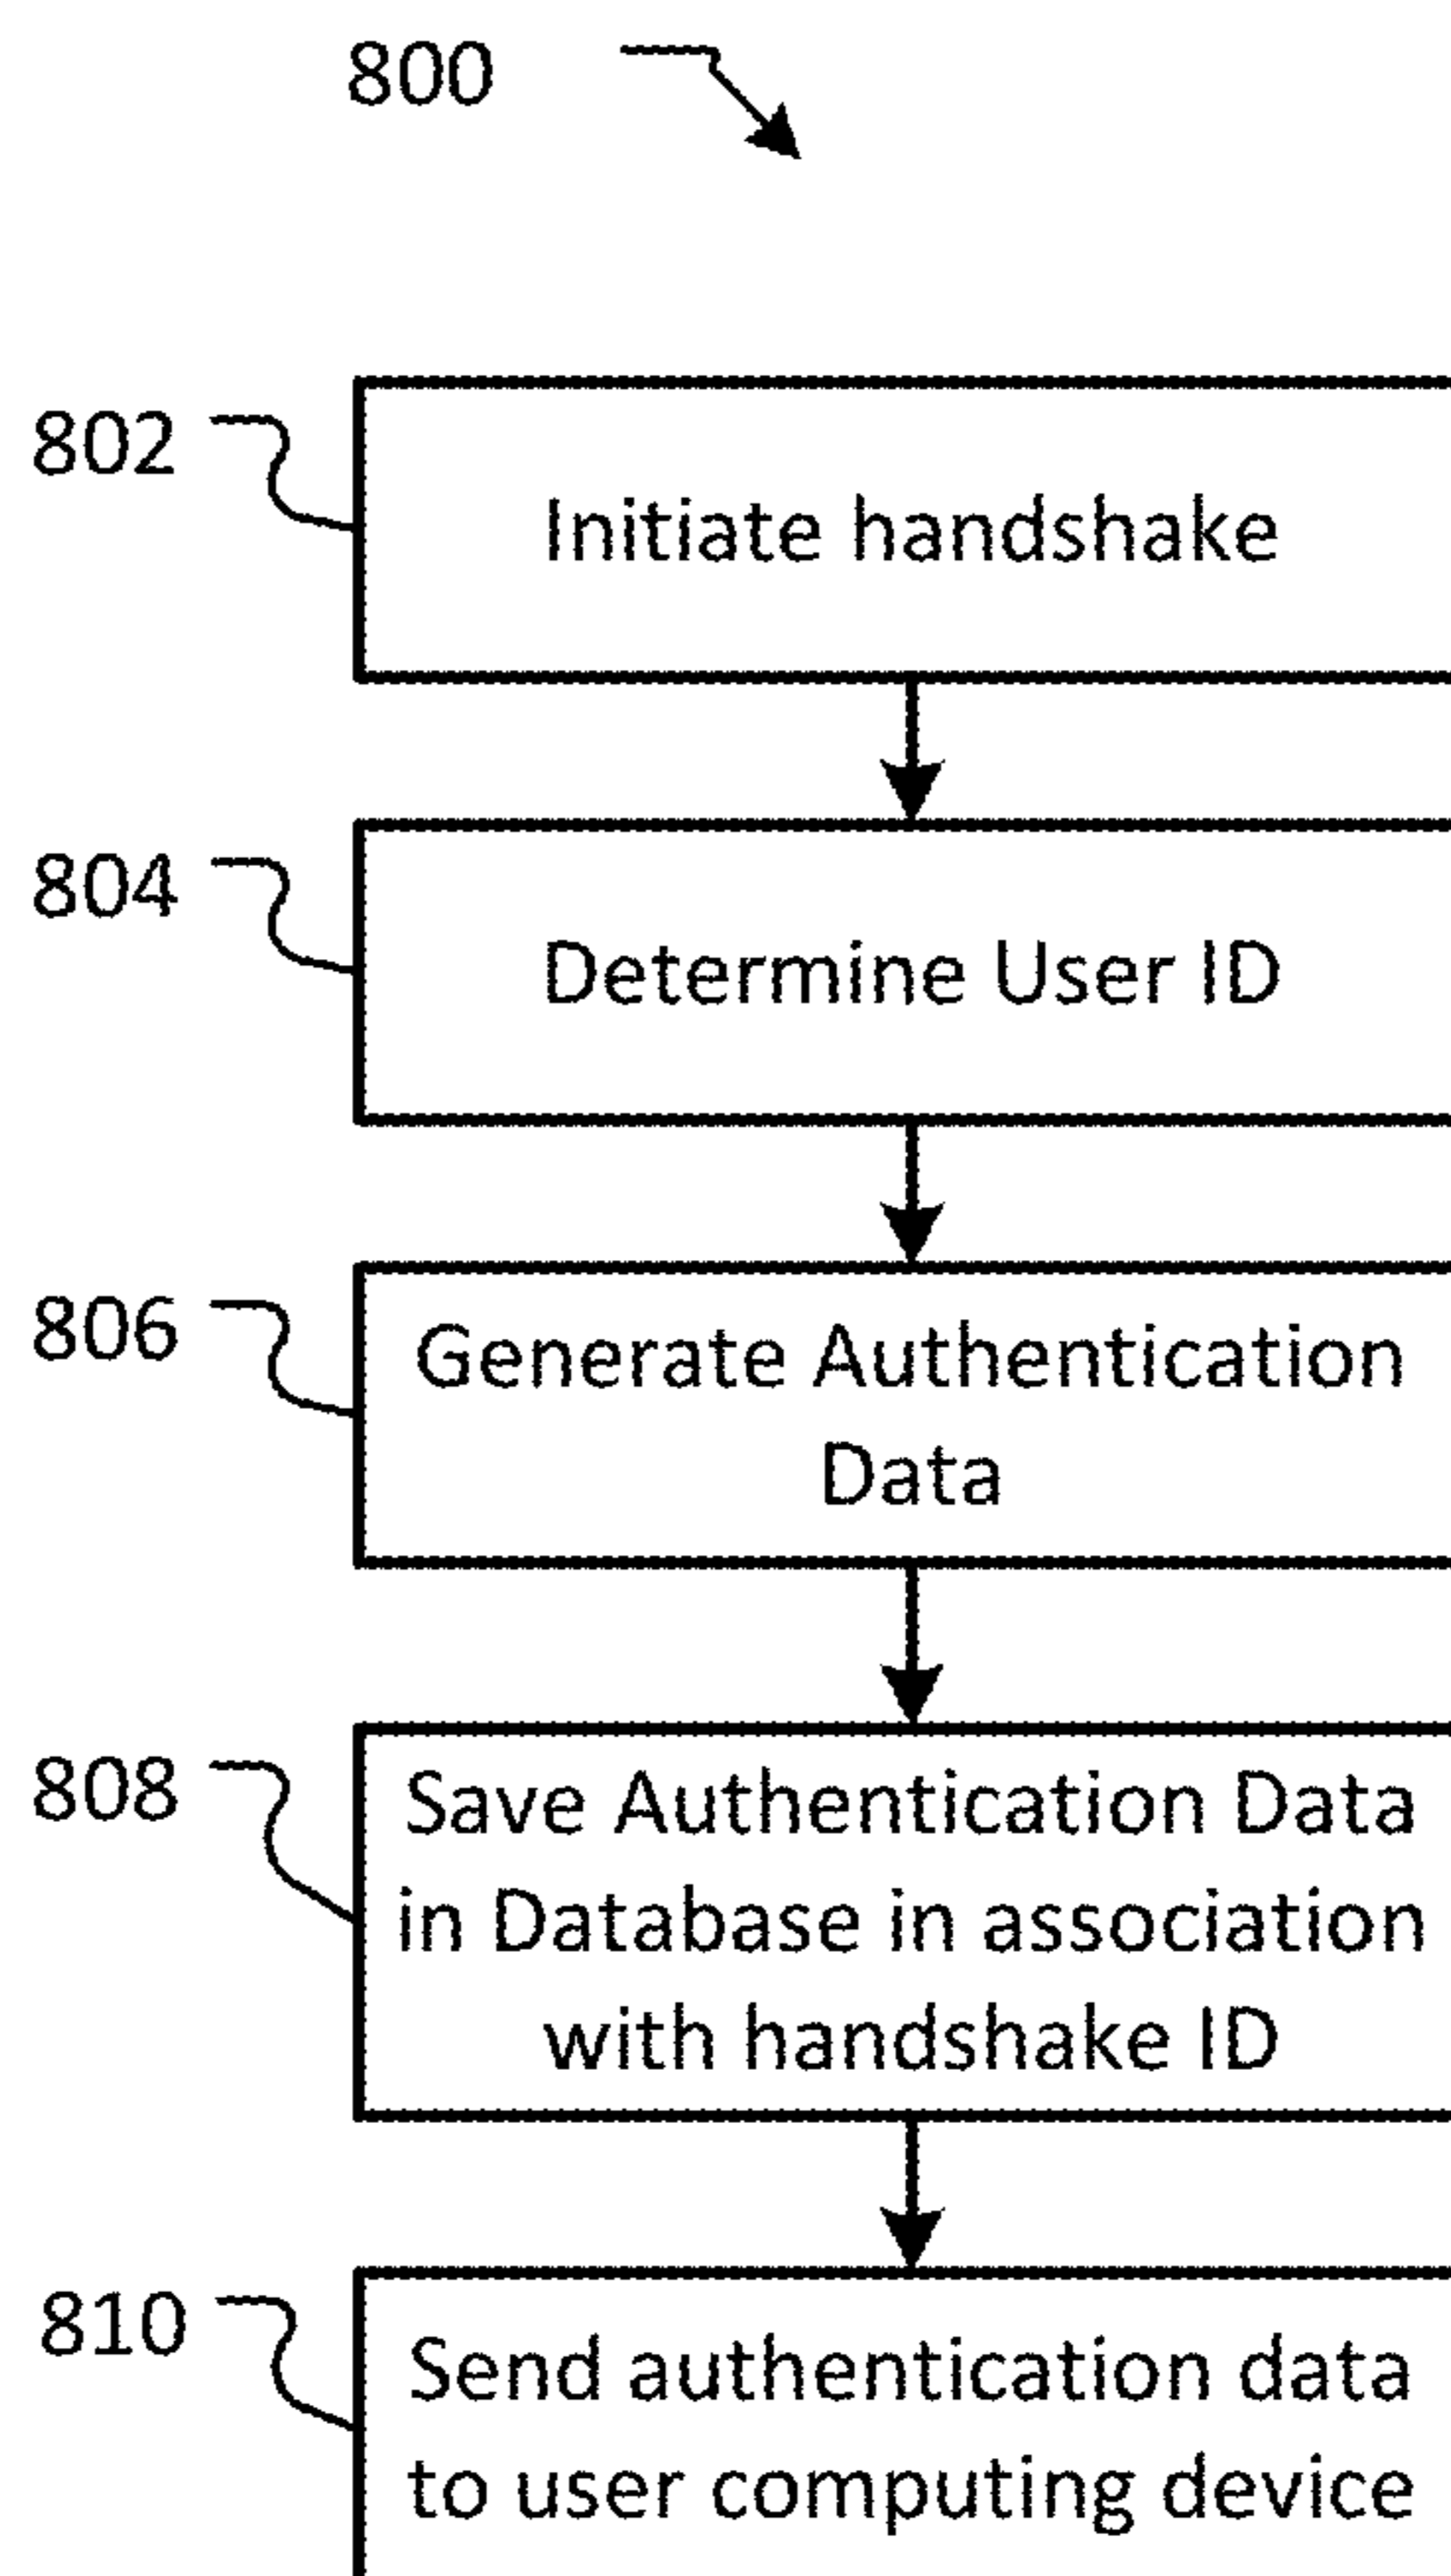 800
802
Initiate handshake
804
Determine User ID
806
Generate Authentication
Data
808
Save Authentication Data
in Database in association
with handshake ID
810
Send authentication data
to user computing device